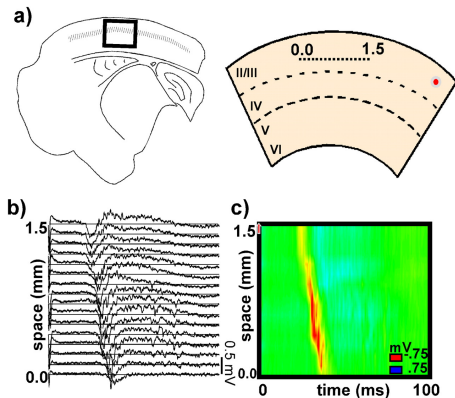 a)
0.0 1.5
II/III
IV
V
VI
b)
c)
1.5
space (mm)
0.0
0.5 mV
1.5
space (mm)
0.0
mV
-.75
.75
0 time (ms) 100